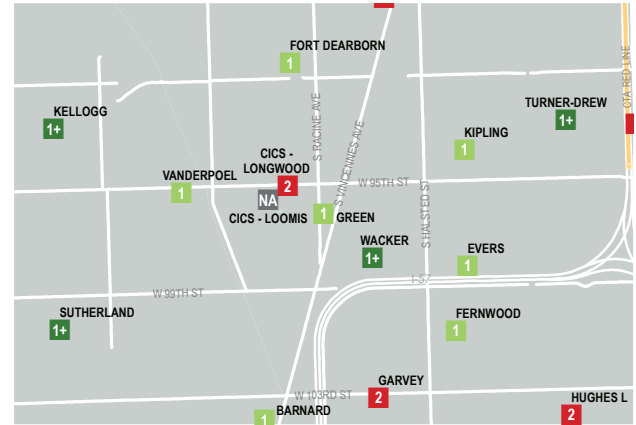 FORT DEARBORN
1
CTA RED LINE
KELLOGG
1+
S RACINE AVE
TURNER-DREW
1+
S VINCENNES AVE
KIPLING
1
CICS -
LONGWOOD
2
VANDERPOEL
1
W 95TH ST
NA
CICS - LOOMIS
1
GREEN
S HALSTED ST
WACKER
1+
EVERS
1
I-57
W 99TH ST
SUTHERLAND
1+
FERNWOOD
1
GARVEY
2
W 103RD ST
HUGHES L
2
BARNARD
1